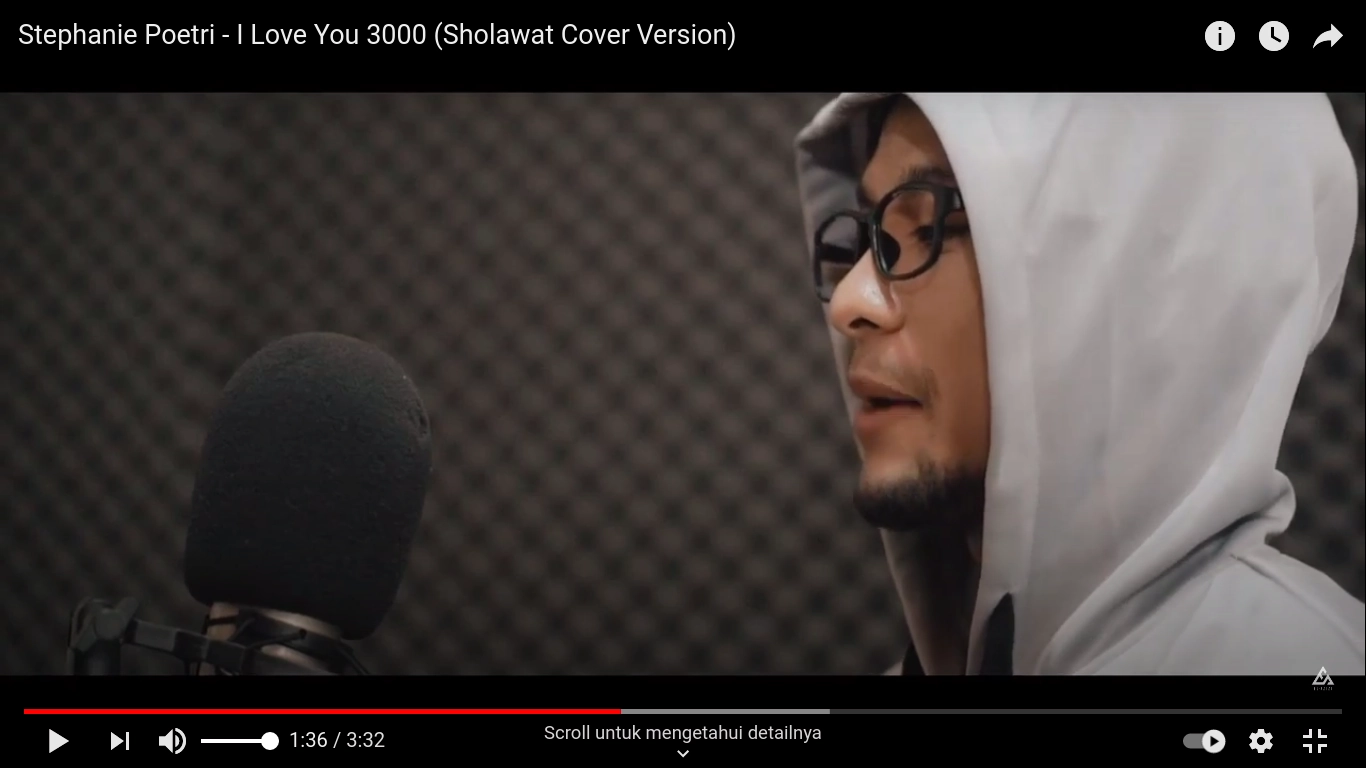 Stephanie Poetri - I Love You 3000 (Sholawat Cover Version)
1:36 / 3:32
Scroll untuk mengetahui detailnya